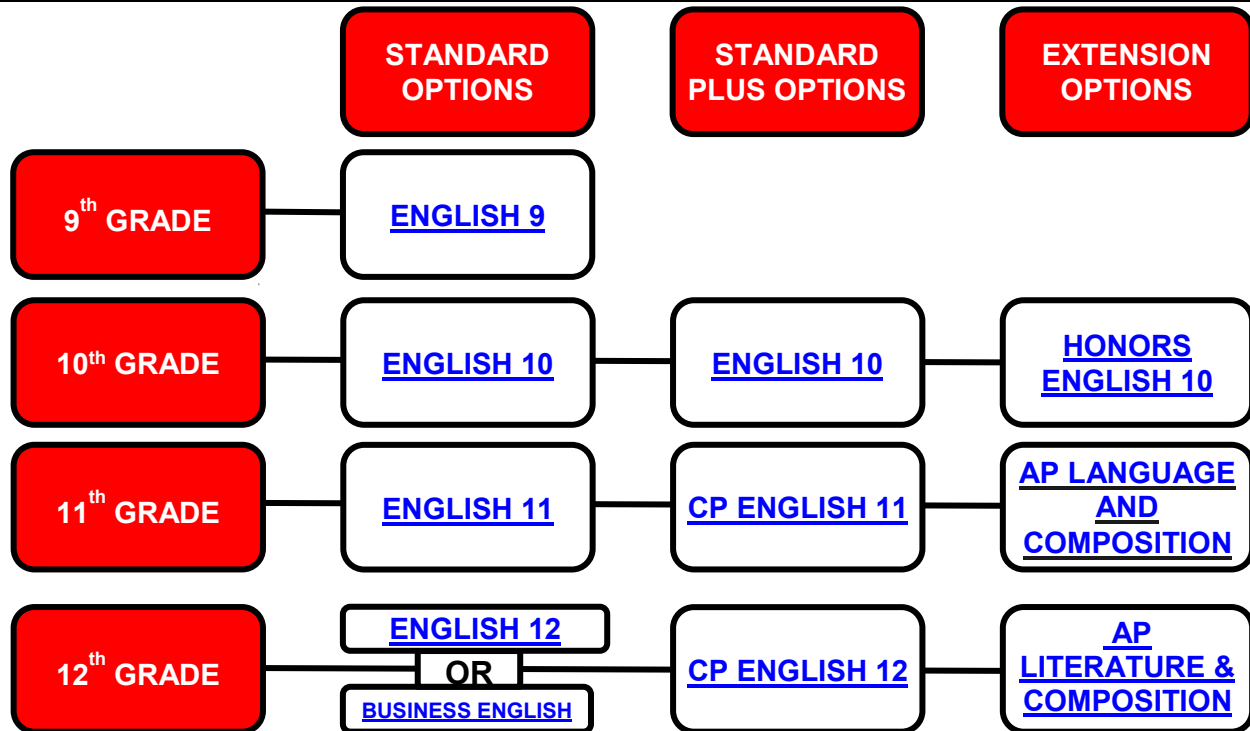 STANDARD
OPTIONS
STANDARD
PLUS OPTIONS
EXTENSION
OPTIONS
9th GRADE
ENGLISH 9
10th GRADE
ENGLISH 10
ENGLISH 10
HONORS
ENGLISH 10
11th GRADE
ENGLISH 11
CP ENGLISH 11
AP LANGUAGE
AND
COMPOSITION
12th GRADE
ENGLISH 12
OR
BUSINESS ENGLISH
CP ENGLISH 12
AP
LITERATURE &
COMPOSITION